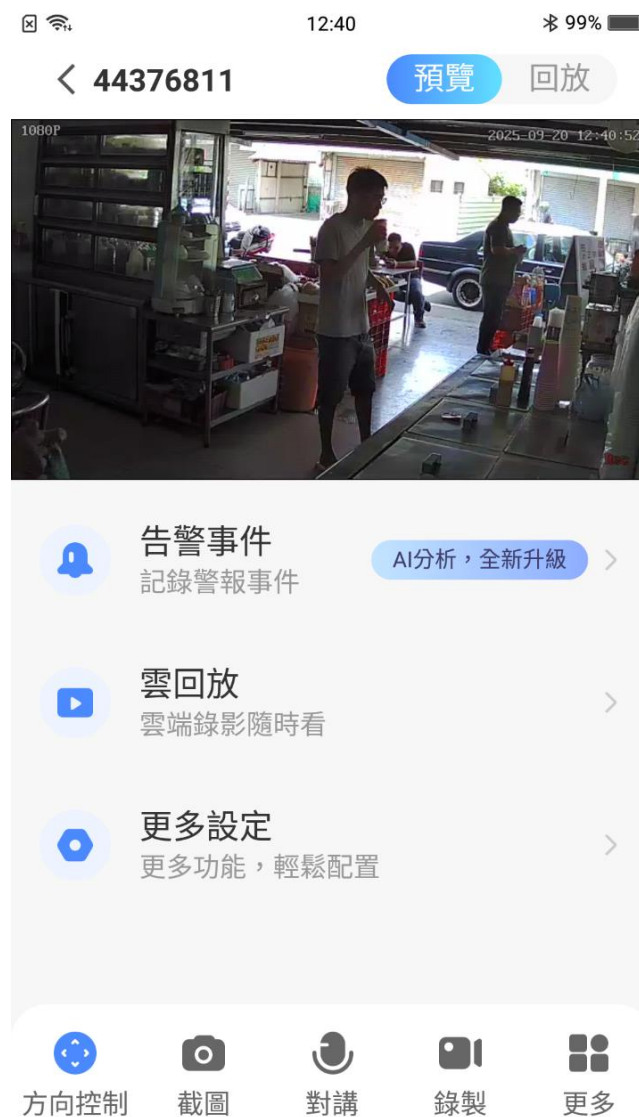 12:40
99%
44376811
預覽
回放
1080P
2025-09-20 12:40:52
告警事件
記錄警報事件
AI分析，全新升級
雲回放
雲端錄影隨時看
更多設定
更多功能，輕鬆配置
方向控制
截圖
對講
錄製
更多